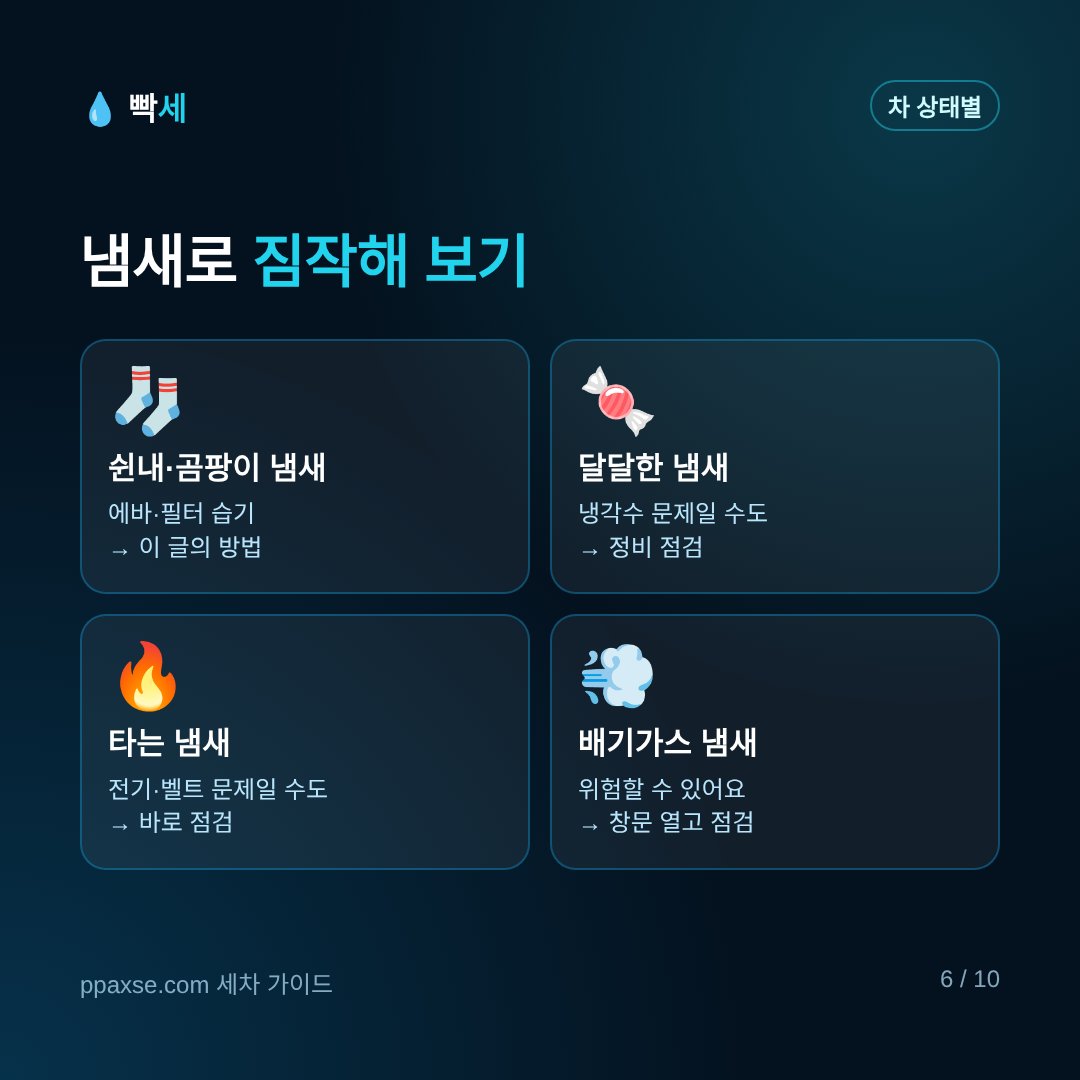 빡세
차 상태별
냄새로 짐작해 보기
쉰내·곰팡이 냄새
에바·필터 습기
→ 이 글의 방법
달달한 냄새
냉각수 문제일 수도
→ 정비 점검
타는 냄새
전기·벨트 문제일 수도
→ 바로 점검
배기가스 냄새
위험할 수 있어요
→ 창문 열고 점검
ppaxse.com 세차 가이드
6 / 10